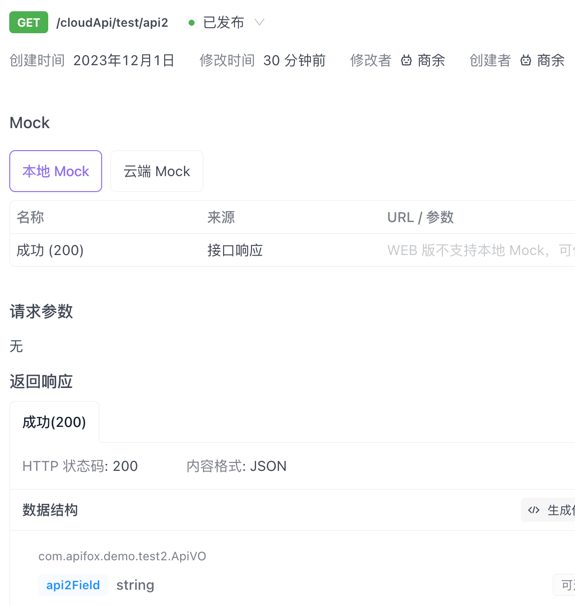 GET /cloudApi/test/api2 已发布
创建时间 2023年12月1日 修改时间 30 分钟前 修改者 商余 创建者 商余
Mock
本地 Mock 云端 Mock
名称 来源 URL / 参数
成功 (200) 接口响应 WEB 版不支持本地 Mock，可
请求参数
无
返回响应
成功(200)
HTTP 状态码: 200 内容格式: JSON
数据结构 </> 生成
com.apifox.demo.test2.ApiVO
api2Field string 可